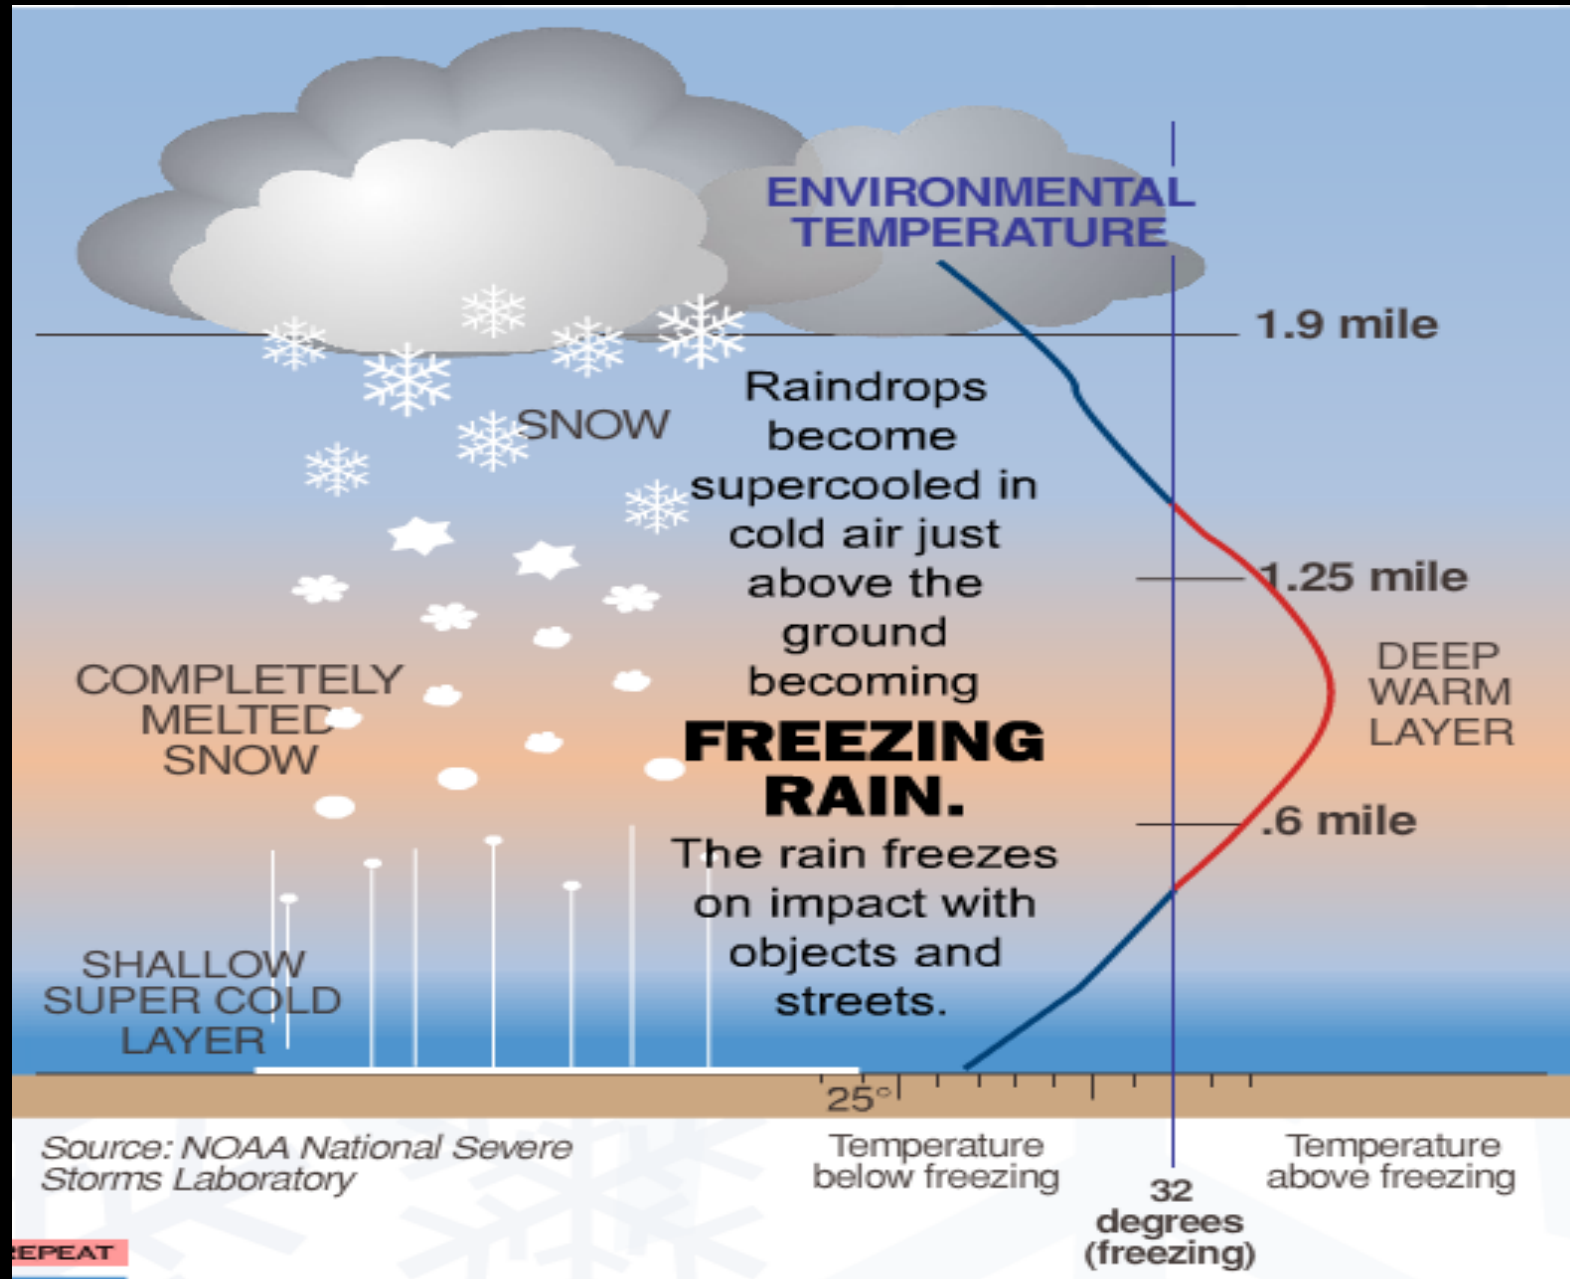 ENVIRONMENTAL
TEMPERATURE
1.9 mile
SNOW
Raindrops
become
supercooled in
cold air just
above the
ground
becoming
FREEZING
RAIN.
The rain freezes
on impact with
objects and
streets.
1.25 mile
DEEP
WARM
LAYER
.6 mile
COMPLETELY
MELTED
SNOW
SHALLOW
SUPER COLD
LAYER
25°
Source: NOAA National Severe
Storms Laboratory
Temperature
below freezing
32
degrees
(freezing)
Temperature
above freezing
EPEAT